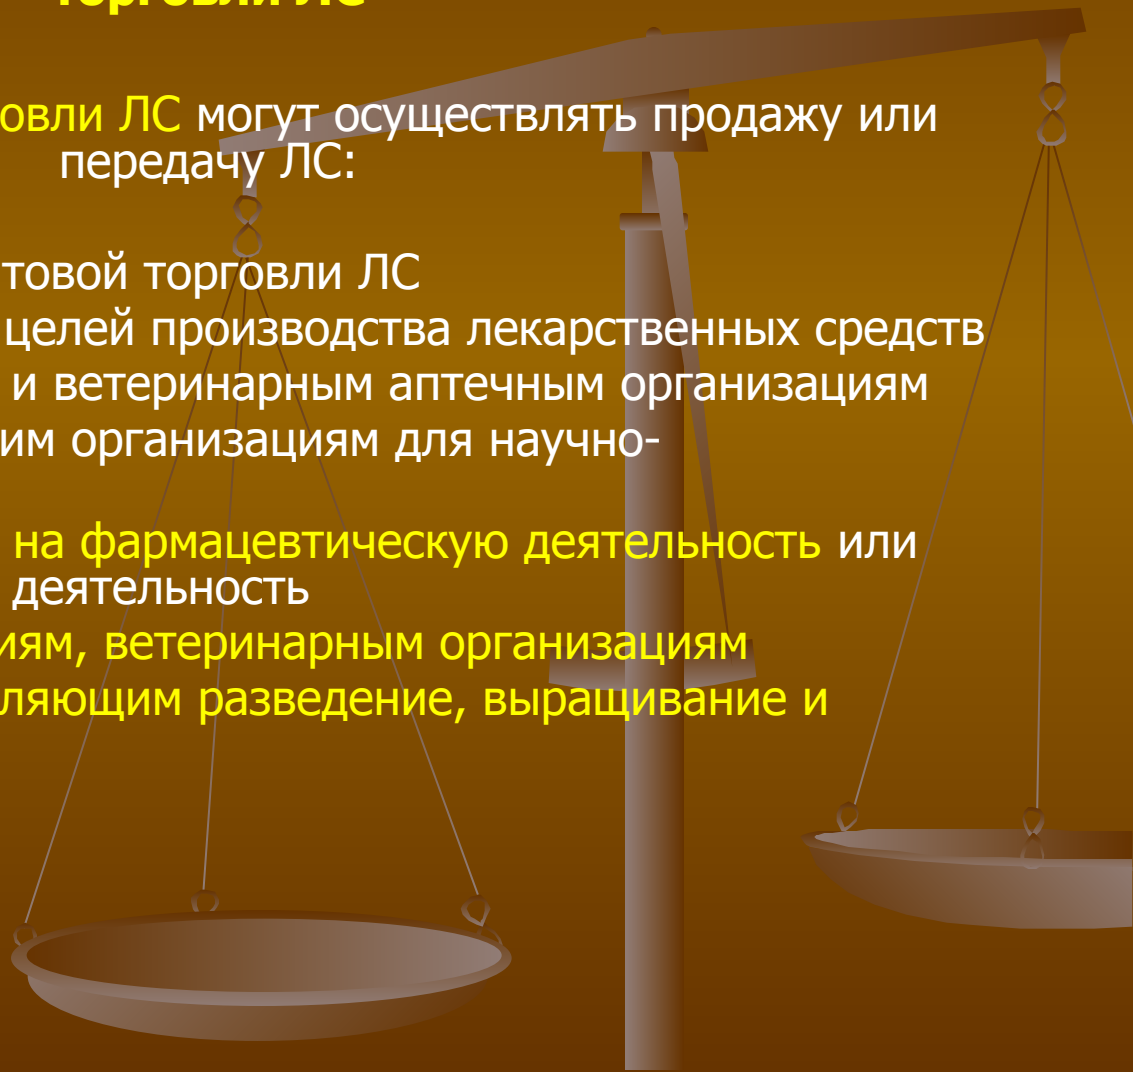 торговли ЛС
овли ЛС могут осуществлять продажу или
передачу ЛС:
товой торговли ЛС
целей производства лекарственных средств
и ветеринарным аптечным организациям
им организациям для научно-
на фармацевтическую деятельность или
деятельность
иям, ветеринарным организациям
ляющим разведение, выращивание и